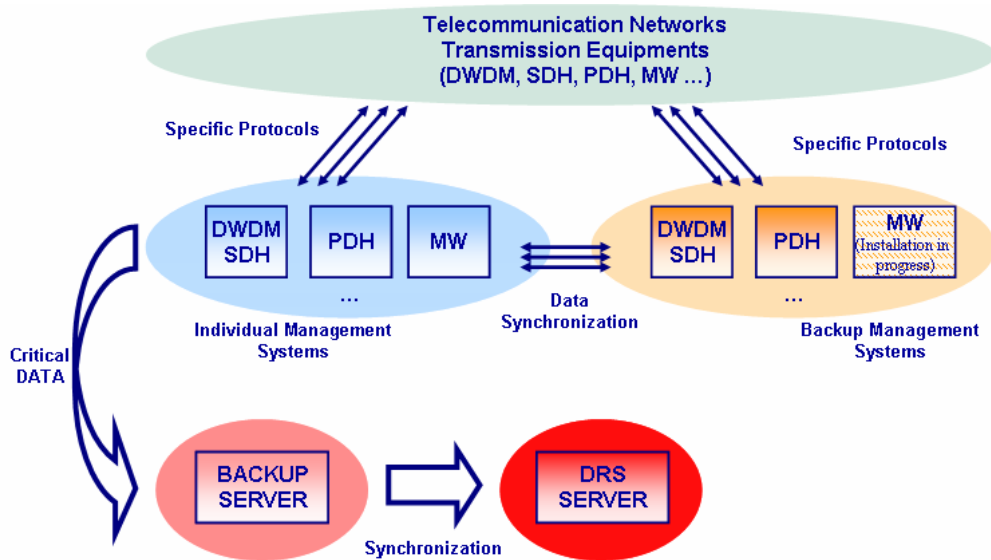 Telecommunication Networks
Transmission Equipments
(DWDM, SDH, PDH, MW ...)
Specific Protocols
Specific Protocols
DWDM
SDH
PDH
MW
...
DWDM
SDH
PDH
MW
(Installation in
progress)
...
Data
Synchronization
Individual Management
Systems
Backup Management
Systems
Critical
DATA
BACKUP
SERVER
DRS
SERVER
Synchronization